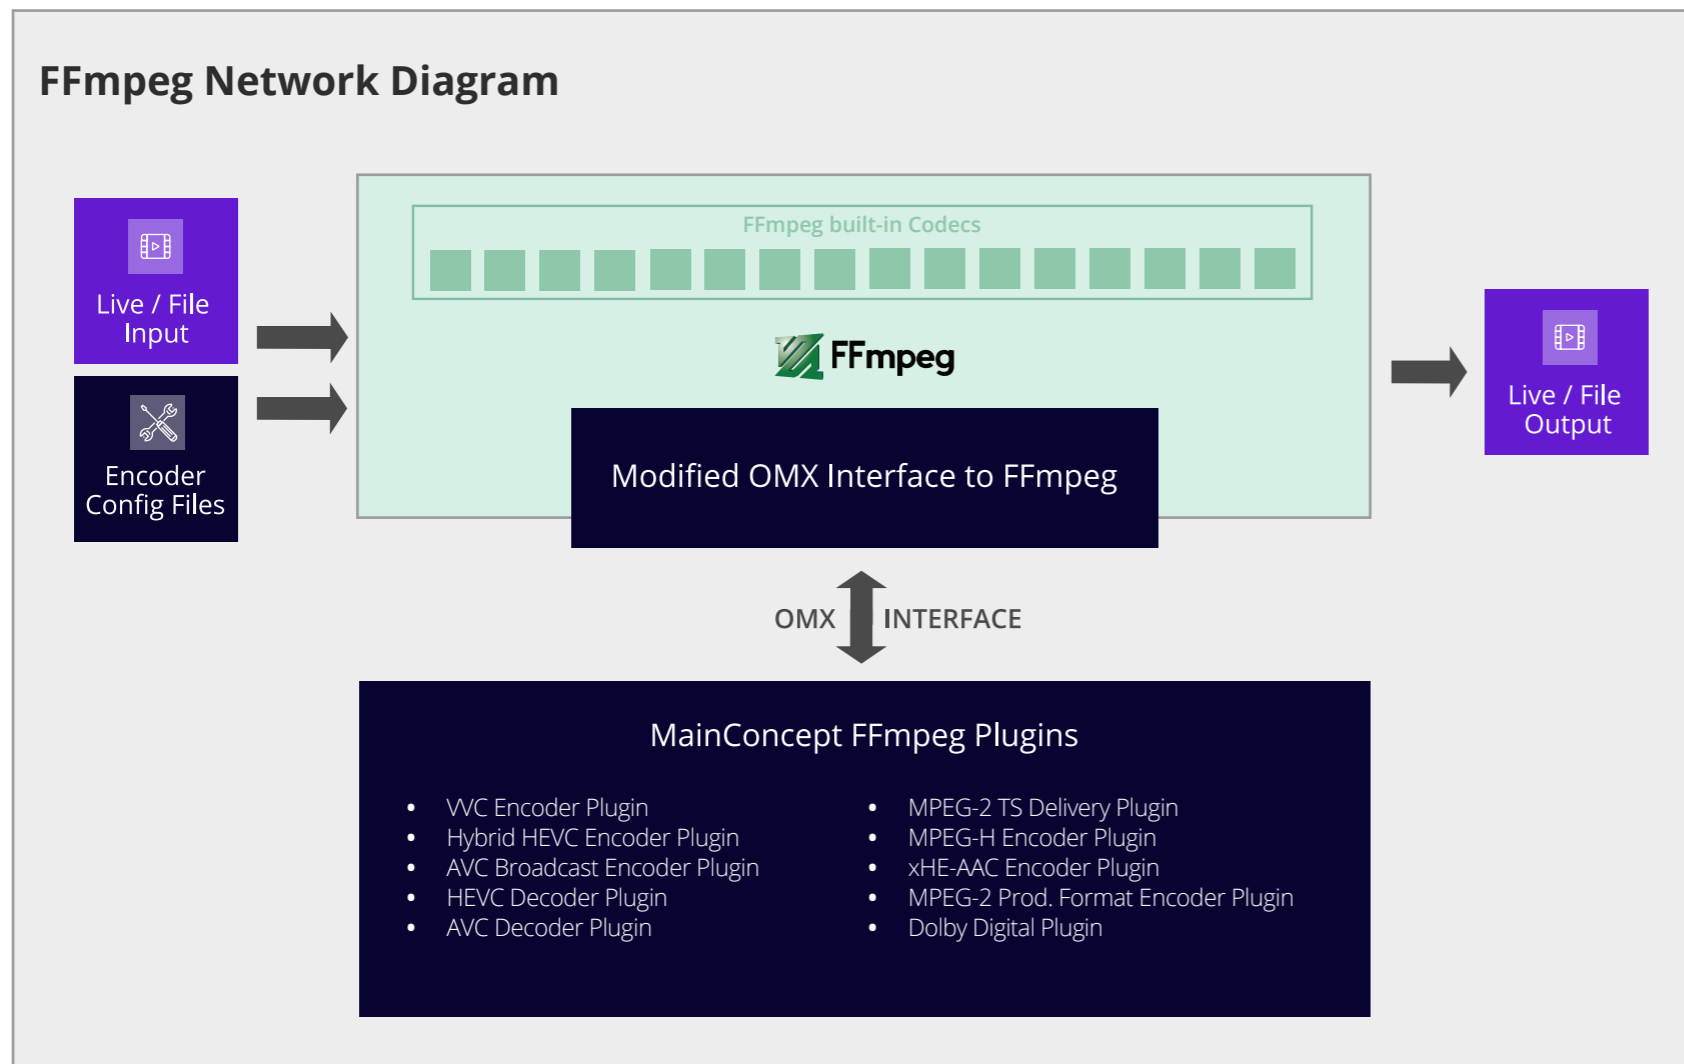 FFmpeg Network Diagram
FFmpeg built-in Codecs
Live / File
Input
FFmpeg
Live / File
Output
Encoder
Config Files
Modified OMX Interface to FFmpeg
OMX INTERFACE
MainConcept FFmpeg Plugins
• VVC Encoder Plugin
• Hybrid HEVC Encoder Plugin
• AVC Broadcast Encoder Plugin
• HEVC Decoder Plugin
• AVC Decoder Plugin
• MPEG-2 TS Delivery Plugin
• MPEG-H Encoder Plugin
• xHE-AAC Encoder Plugin
• MPEG-2 Prod. Format Encoder Plugin
• Dolby Digital Plugin